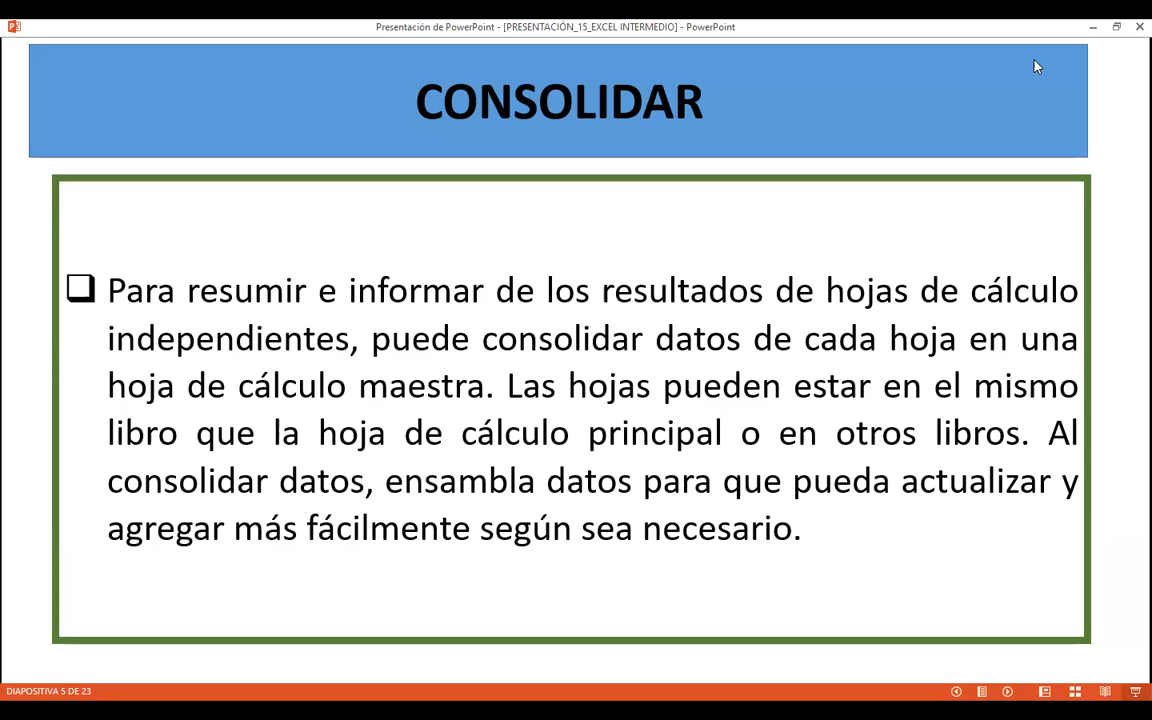 Presentación de PowerPoint - [PRESENTACIÓN_15_EXCEL INTERMEDIO] - PowerPoint
CONSOLIDAR
Para resumir e informar de los resultados de hojas de cálculo
independientes, puede consolidar datos de cada hoja en una
hoja de cálculo maestra. Las hojas pueden estar en el mismo
libro que la hoja de cálculo principal o en otros libros. Al
consolidar datos, ensambla datos para que pueda actualizar y
agregar más fácilmente según sea necesario.
DIAPOSITIVA 5 DE 23